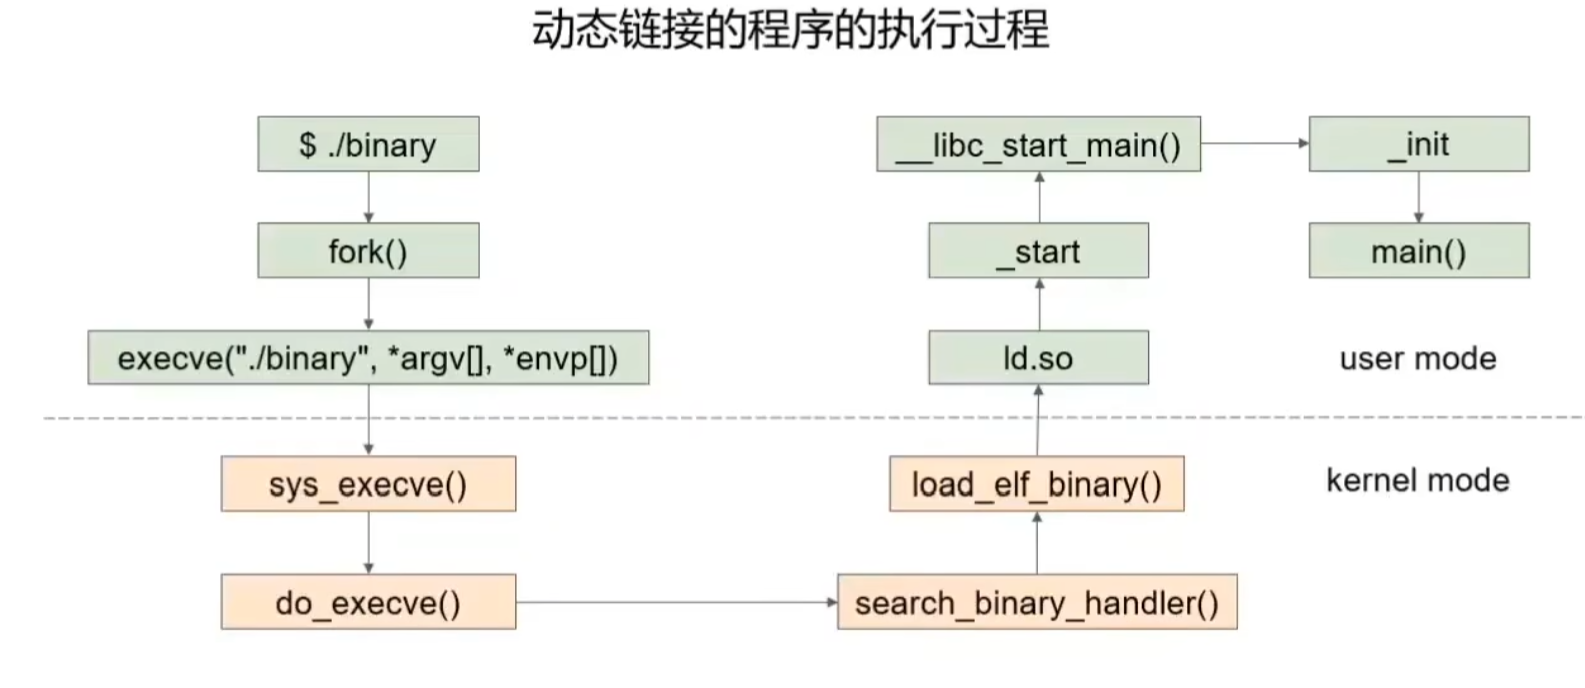 动态链接的程序的执行过程
$ ./binary
fork()
execve("./binary", *argv[], *envp[])
sys_execve()
do_execve()
search_binary_handler()
load_elf_binary()
ld.so
_start
__libc_start_main()
_init
main()
user mode
kernel mode